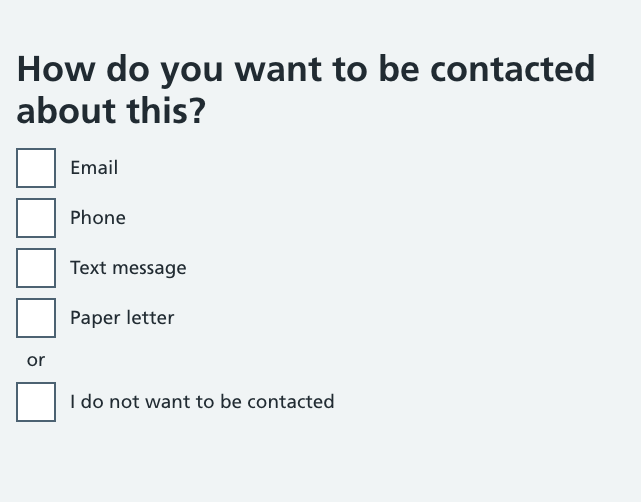 How do you want to be contacted
about this?
Email
Phone
Text message
Paper letter
or
I do not want to be contacted